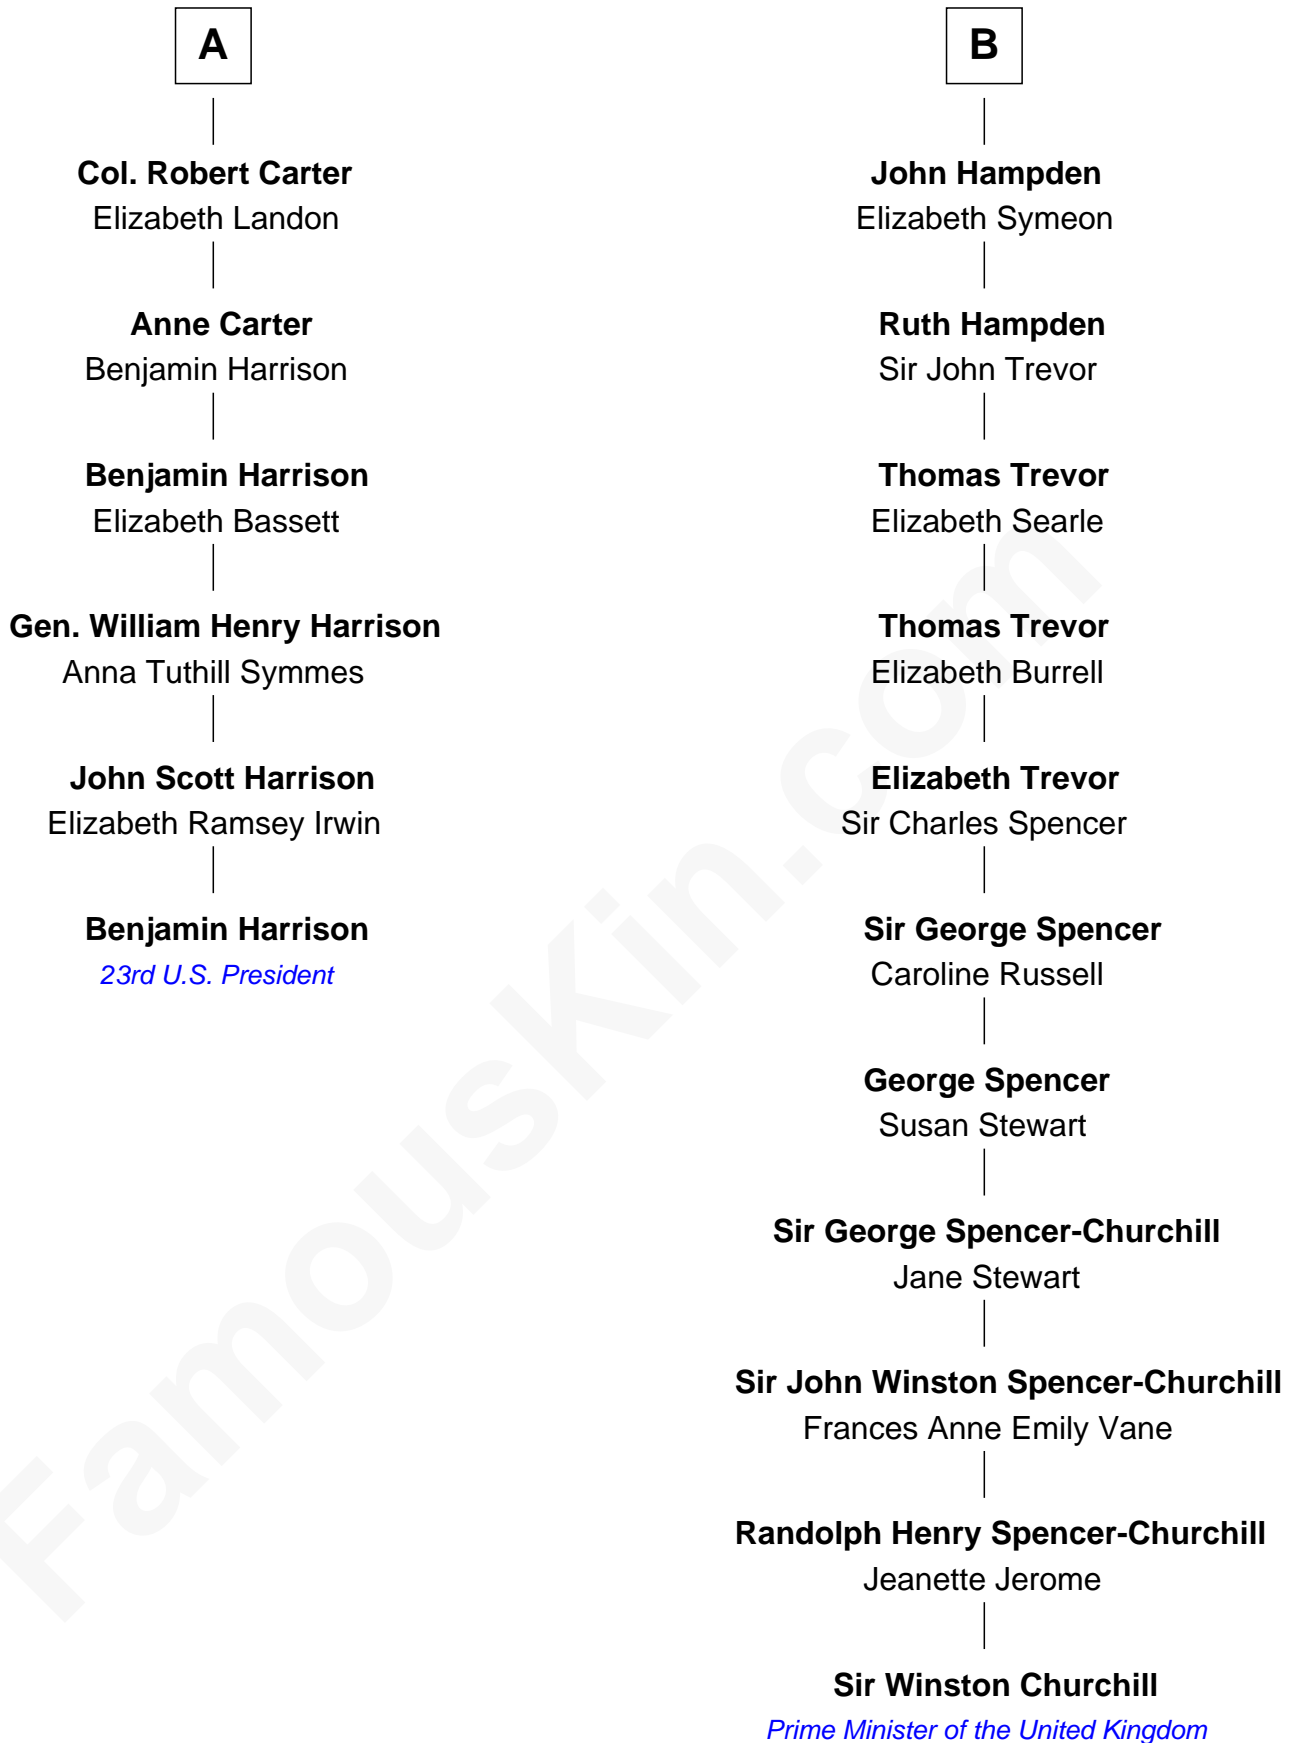 A
Col. Robert Carter
Elizabeth Landon
Anne Carter
Benjamin Harrison
Benjamin Harrison
Elizabeth Bassett
Gen. William Henry Harrison
Anna Tuthill Symmes
John Scott Harrison
Elizabeth Ramsey Irwin
Benjamin Harrison
23rd U.S. President
B
John Hampden
Elizabeth Symeon
Ruth Hampden
Sir John Trevor
Thomas Trevor
Elizabeth Searle
Thomas Trevor
Elizabeth Burrell
Elizabeth Trevor
Sir Charles Spencer
Sir George Spencer
Caroline Russell
George Spencer
Susan Stewart
Sir George Spencer-Churchill
Jane Stewart
Sir John Winston Spencer-Churchill
Frances Anne Emily Vane
Randolph Henry Spencer-Churchill
Jeanette Jerome
Sir Winston Churchill
Prime Minister of the United Kingdom
FamousKin.com